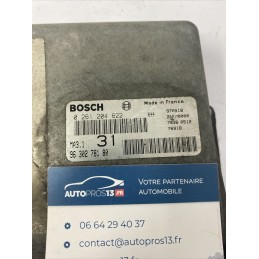 BOSCH
Made in France
0 261 204 622
MA3.1
31
96 302 781 80
AUTOPROS13.FR
VOTRE PARTENAIRE
AUTOMOBILE
06 64 29 40 37
contact@autopros13.fr